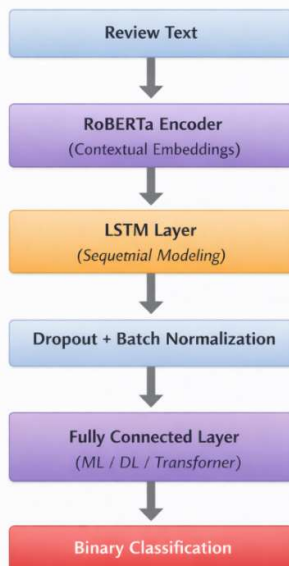 Review Text
RoBERTa Encoder
(Contextual Embeddings)
LSTM Layer
(Sequetnial Modeling)
Dropout + Batch Normalization
Fully Connected Layer
(ML / DL / Transforner)
Binary Classification